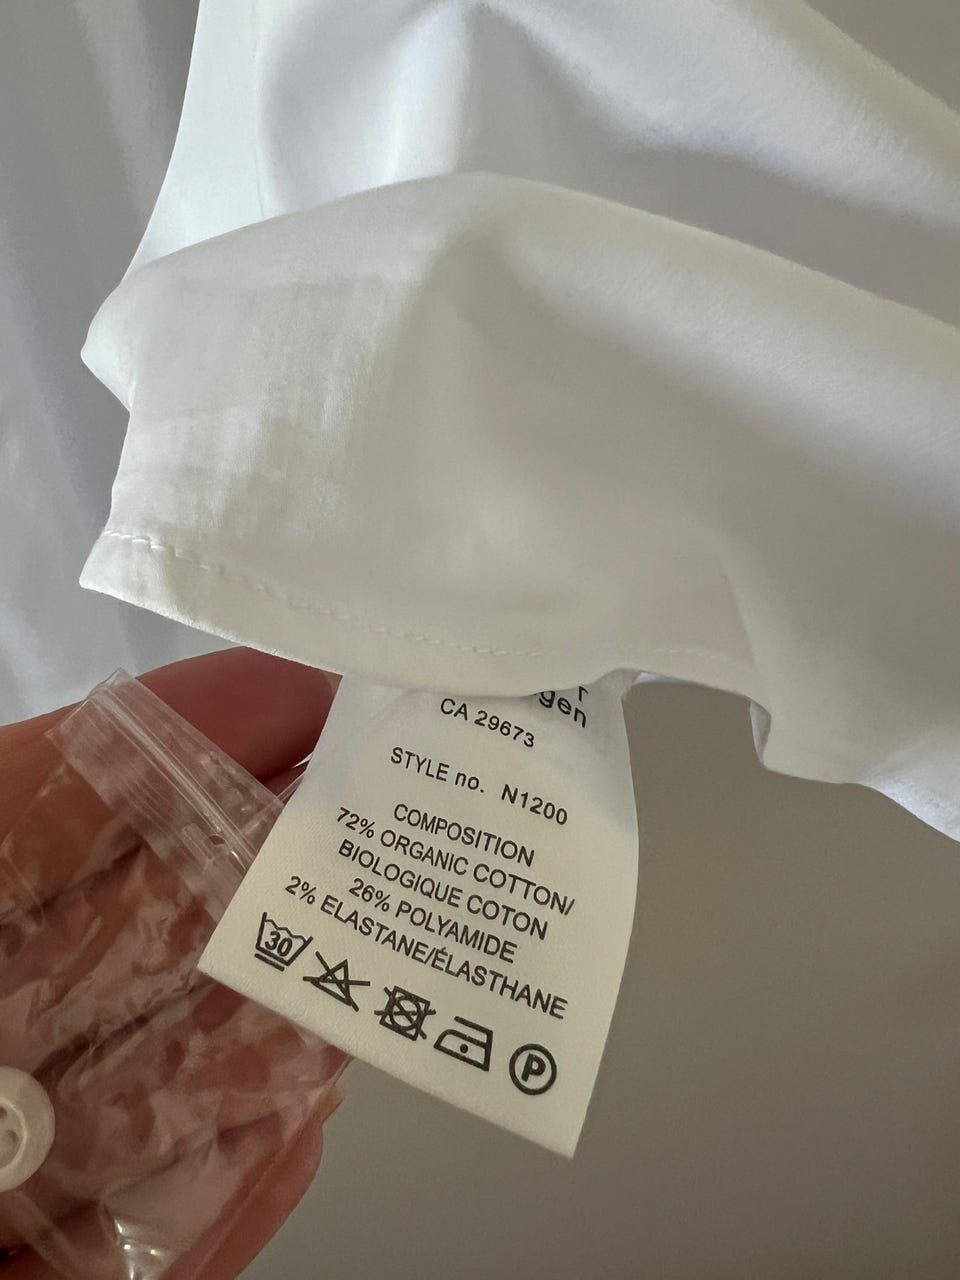 CA 29673
STYLE no. N1200
COMPOSITION
72% ORGANIC COTTON/
BIOLOGIQUE COTON
26% POLYAMIDE
2% ELASTANE/ÉLASTHANE
30
P